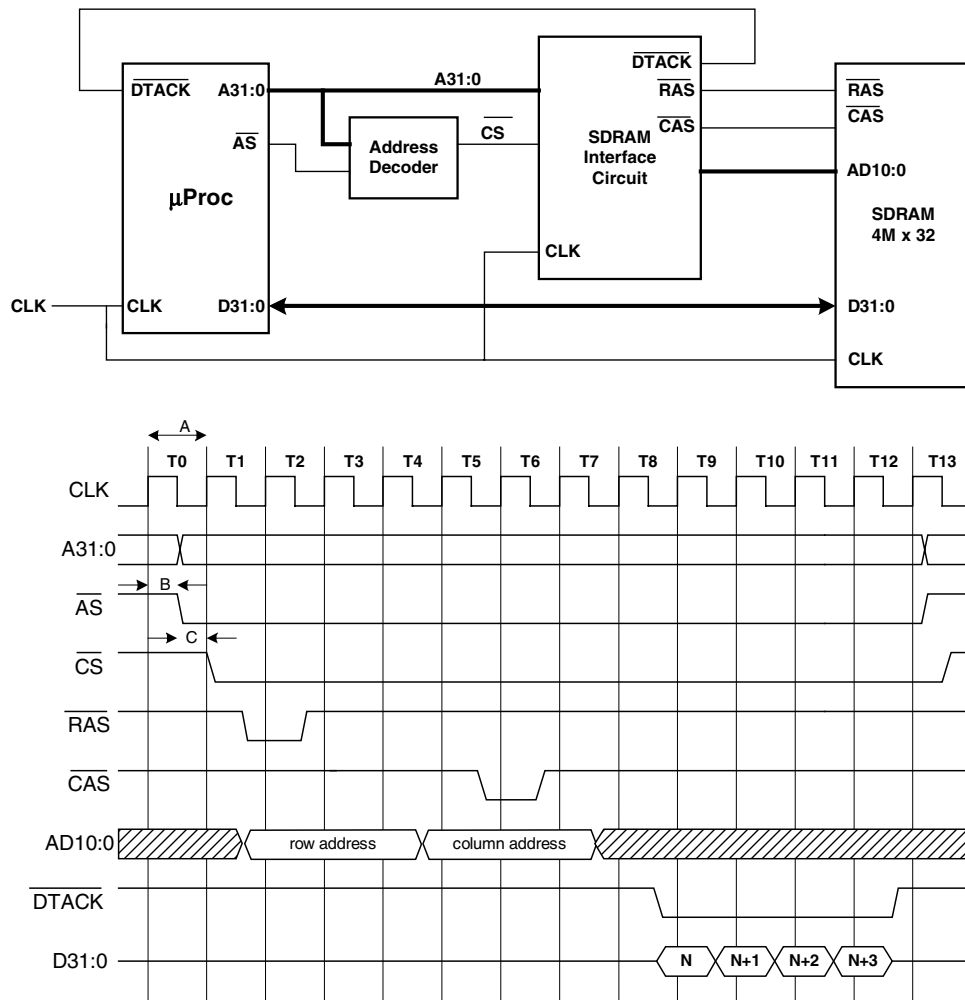 DTACK
A31:0
AS
μProc
CLK
CLK
D31:0
A31:0
Address
Decoder
CS
DTACK
RAS
CAS
SDRAM
Interface
Circuit
CLK
RAS
CAS
AD10:0
SDRAM
4M x 32
D31:0
CLK
A
T0 T1 T2 T3 T4 T5 T6 T7 T8 T9 T10 T11 T12 T13
CLK
A31:0
B
AS
C
CS
RAS
CAS
AD10:0 row address column address
DTACK
D31:0 N N+1 N+2 N+3